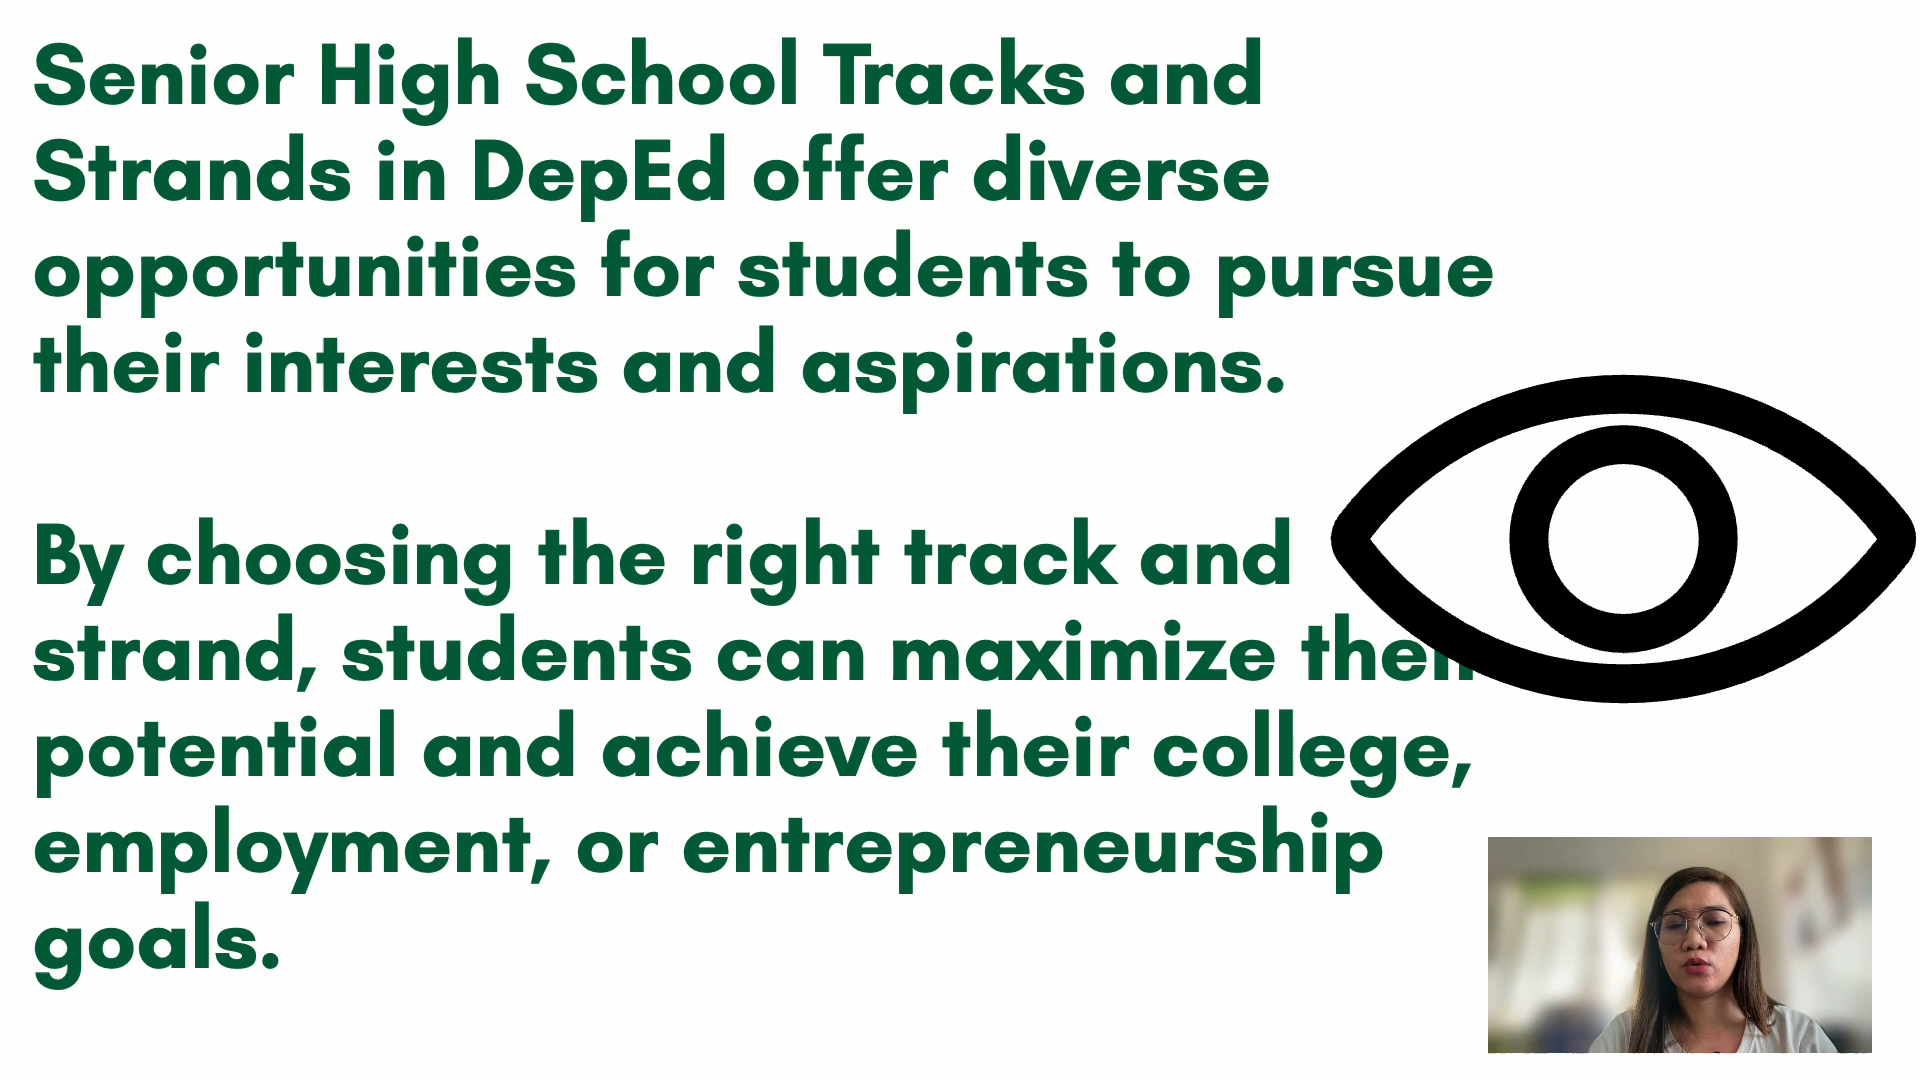 Senior High School Tracks and
Strands in DepEd offer diverse
opportunities for students to pursue
their interests and aspirations.
By choosing the right track and
strand, students can maximize their
potential and achieve their college,
employment, or entrepreneurship
goals.